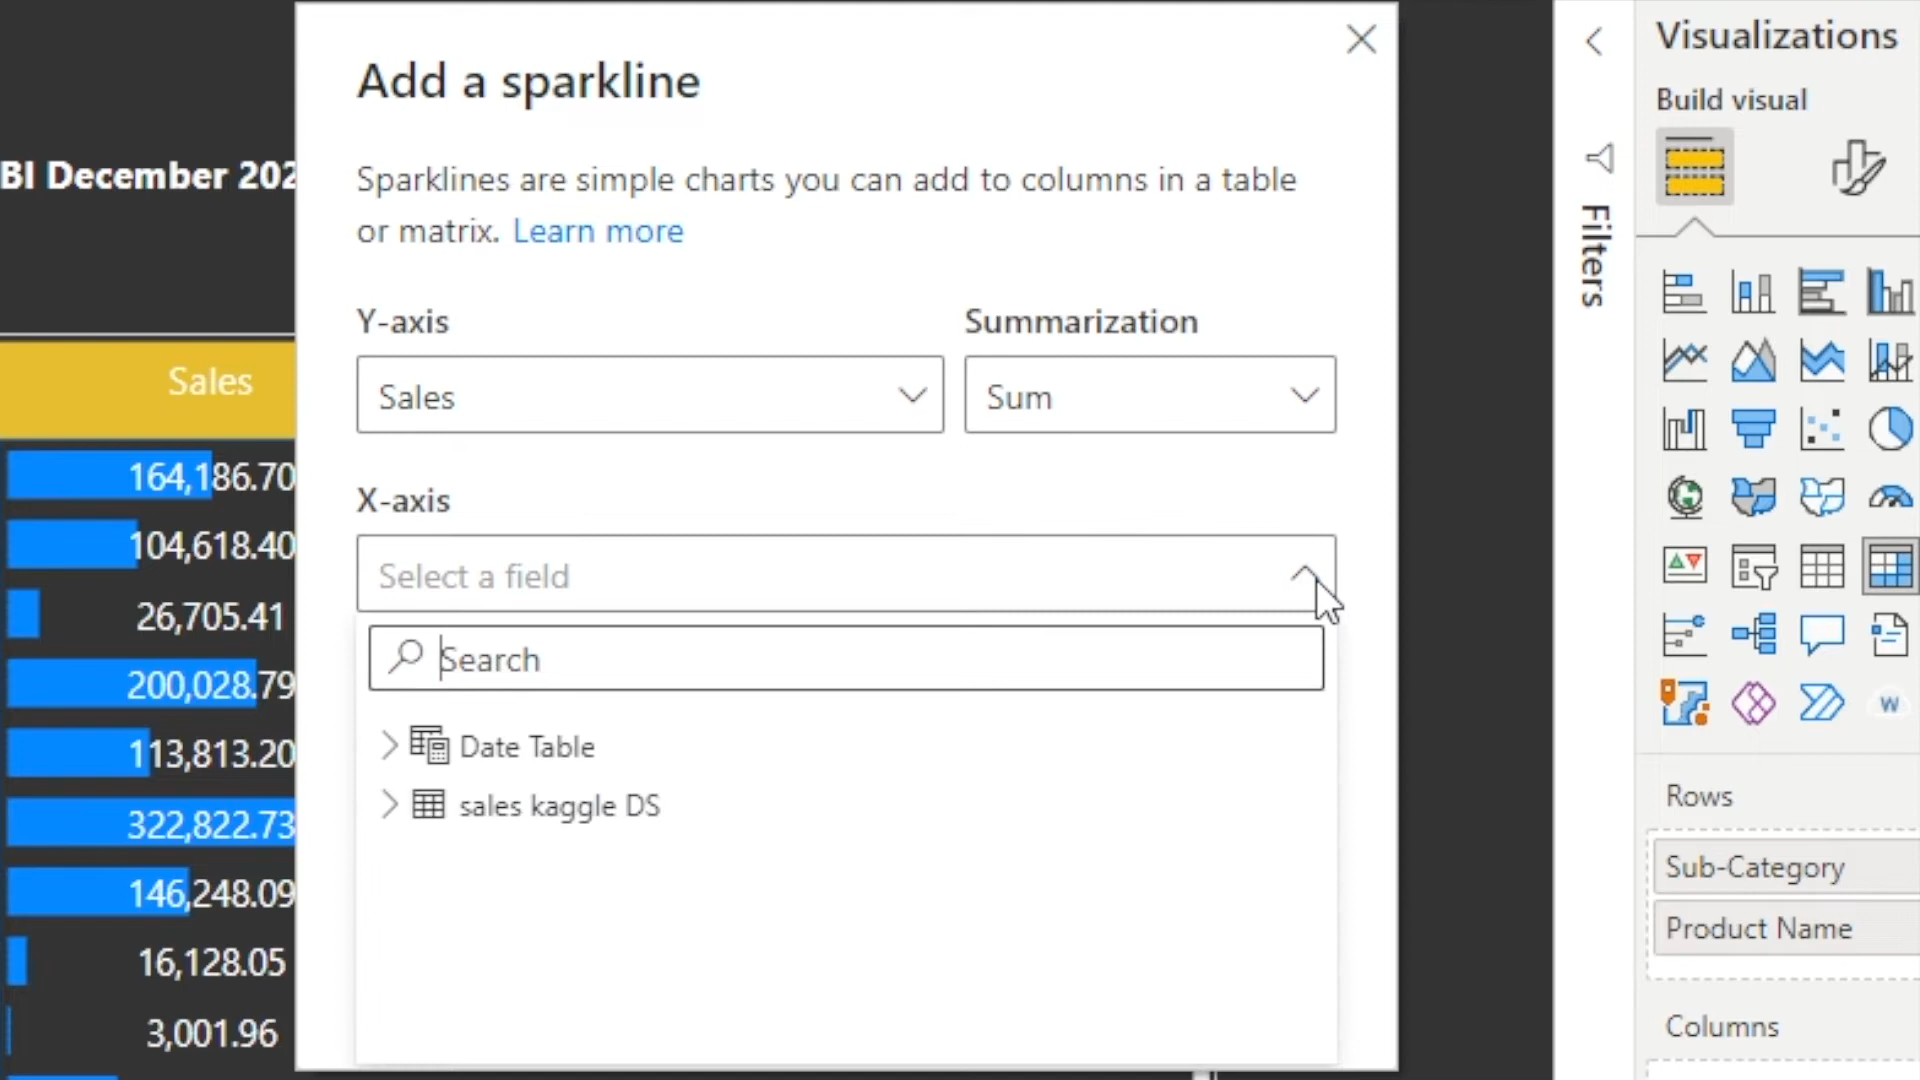 BI December 202
Sales
164,186.70
104,618.40
26,705.41
200,028.79
113,813.20
322,822.73
146,248.09
16,128.05
3,001.96
Add a sparkline
Sparklines are simple charts you can add to columns in a table
or matrix. Learn more
Y-axis
Summarization
Sales
Sum
X-axis
Select a field
Search
Date Table
sales kaggle DS
Filters
Visualizations
Build visual
W
Rows
Sub-Category
Product Name
Columns